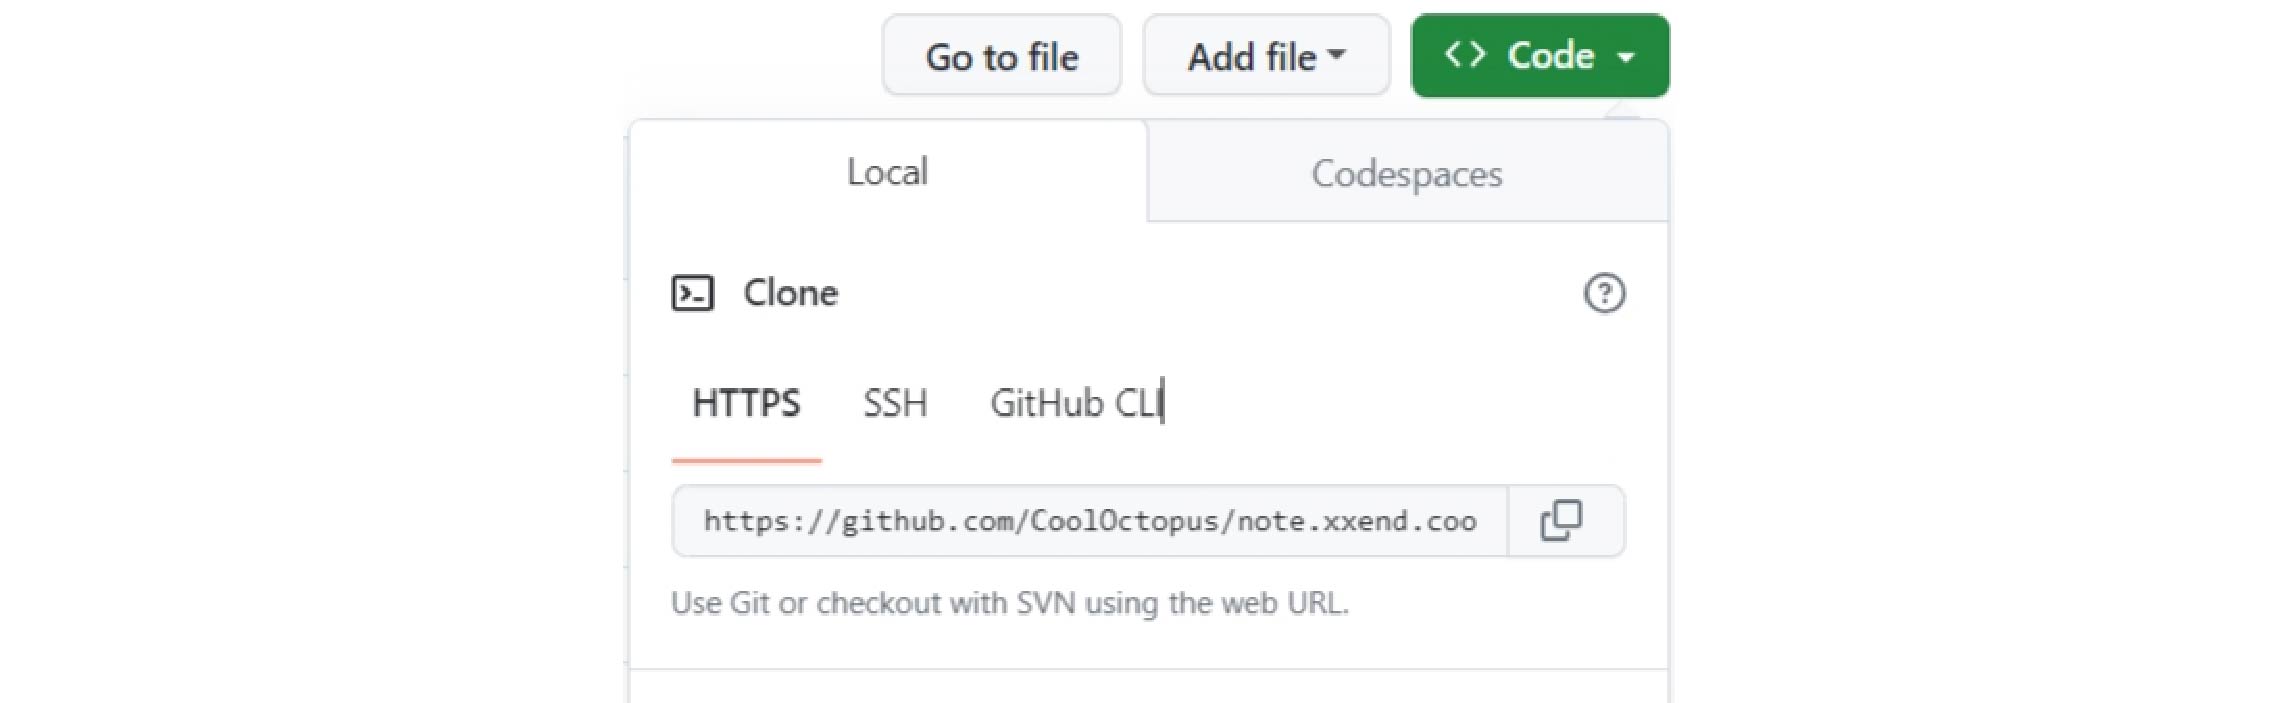 Go to file Add file Code
Local Codespaces
Clone
HTTPS SSH GitHub CLI
https://github.com/CoolOctopus/note.xxend.coo
Use Git or checkout with SVN using the web URL.